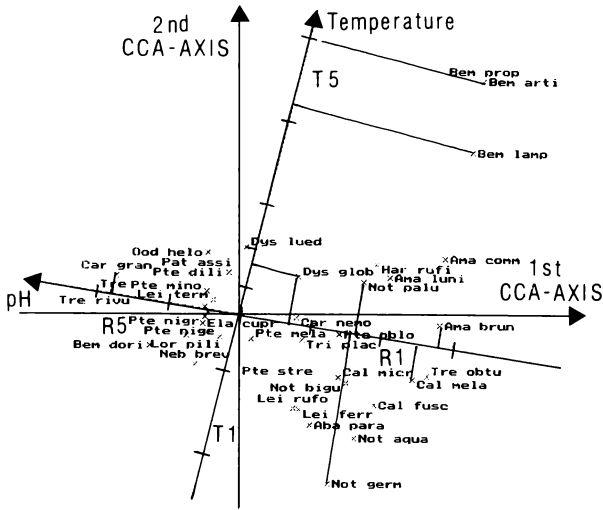 2nd
CCA-AXIS
Temperature
T5
Bem prop
Bem arti
Bem lamp
Dys lued
Ood helo
Pat assi
Car gran
Pte dili
Dys glob
Har rufi
Ama comm
1st
CCA-AXIS
Ama luni
Not palu
Tre
Pte mino
Lei term
Tre rivu
pH
R5
Pte nigr
Ela cupr
Car nemo
Ama brun
Pte nige
Pte mela
Pte oblo
Bem dori
Lor pili
Tri plac
R1
Neb brev
Pte stre
Cal micr
Tre obtu
Not bigu
Cal mela
Lei rufo
Cal fusc
Lei ferr
Aba para
T1
Not aqua
Not germ